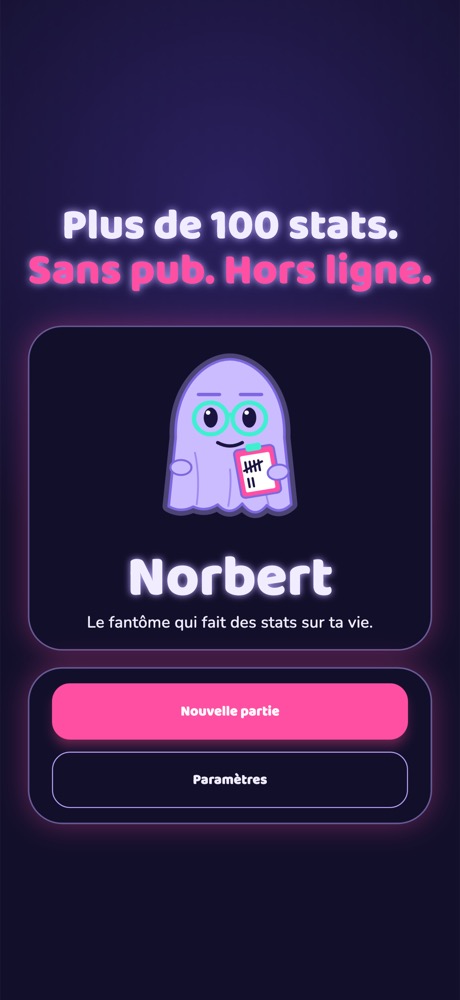 Plus de 100 stats.
Sans pub. Hors ligne.
Norbert
Le fantôme qui fait des stats sur ta vie.
Nouvelle partie
Paramètres